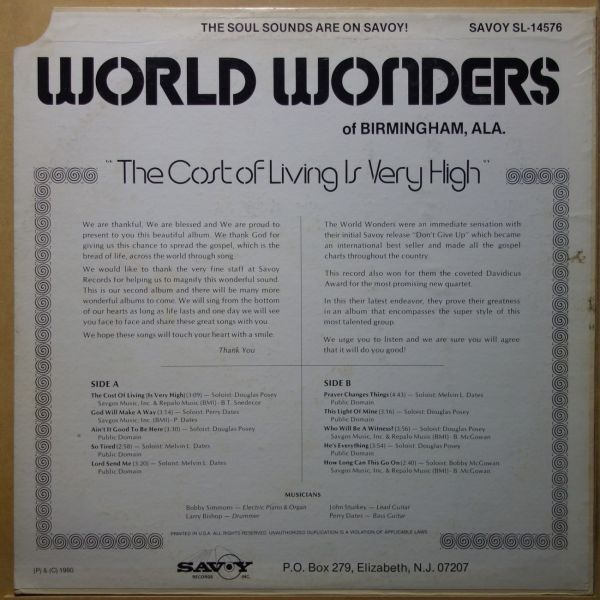 THE SOUL SOUNDS ARE ON SAVOY! SAVOY SL-14576
WORLD WONDERS
of BIRMINGHAM, ALA.
"The Cost of Living Is Very High"
We are thankful, We are blessed and We are proud to
present to you this beautiful album. We thank God for
giving us this chance to spread the gospel, which is the
bread of life, across the world through song.
We would like to thank the very fine staff at Savoy
Records for helping us to magnify this wonderful sound.
This is our second album and there will be many more
wonderful albums to come. We will sing from the bottom
of our hearts as long as life lasts and one day we will see
you face to face and share these great songs with you.
We hope these songs will touch your heart with a smile.
Thank You
The World Wonders were an immediate sensation with
their initial Savoy release "Don't Give Up" which became
an international best seller and made all the gospel
charts throughout the country.
This record also won for them the coveted Davidicus
Award for the most promising new quartet.
In this their latest endeavor, they prove their greatness
in an album that encompasses the super style of this
most talented group.
We urge you to listen and we are sure you will agree
that it will do you good!
SIDE A
The Cost Of Living (Is Very High) (3:09) — Soloist: Douglas Posey
Savgos Music, Inc. & Repalo Music (BMI)- B.T. Snedecor
God Will Make A Way (3:14) — Soloist: Perry Dates
Savgos Music, Inc. (BMI)- P. Dates
Ain't It Good To Be Here (3:30) — Soloist: Douglas Posey
Public Domain
So Tired (2:58) — Soloist: Melvin L. Dates
Public Domain
Lord Send Me (3:20) — Soloist: Melvin L. Dates
Public Domain
SIDE B
Prayer Changes Things (4:43) — Soloist: Melvin L. Dates
Public Domain
This Light Of Mine (3:16) — Soloist: Douglas Posey
Public Domain
Who Will Be A Witness? (3:56) — Soloist: Douglas Posey
Savgos Music, Inc. & Repalo Music (BMI)- B. McGowan
He's Everything (3:54) — Soloist: Douglas Posey
Public Domain
How Long Can This Go On (2:40) — Soloist: Bobby McGowan
Savgos Music, Inc. & Repalo Music (BMI)- B. McGowan
MUSICIANS
Bobby Simmons — Electric Piano & Organ
Larry Bishop — Drummer
John Sturkey — Lead Guitar
Perry Dates — Bass Guitar
PRINTED IN U.S.A. ALL RIGHTS RESERVED. UNAUTHORIZED DUPLICATION IS A VIOLATION OF APPLICABLE LAWS.
(P) & (C) 1980
SAVOY
RECORDS INC.
P.O. Box 279, Elizabeth, N.J. 07207